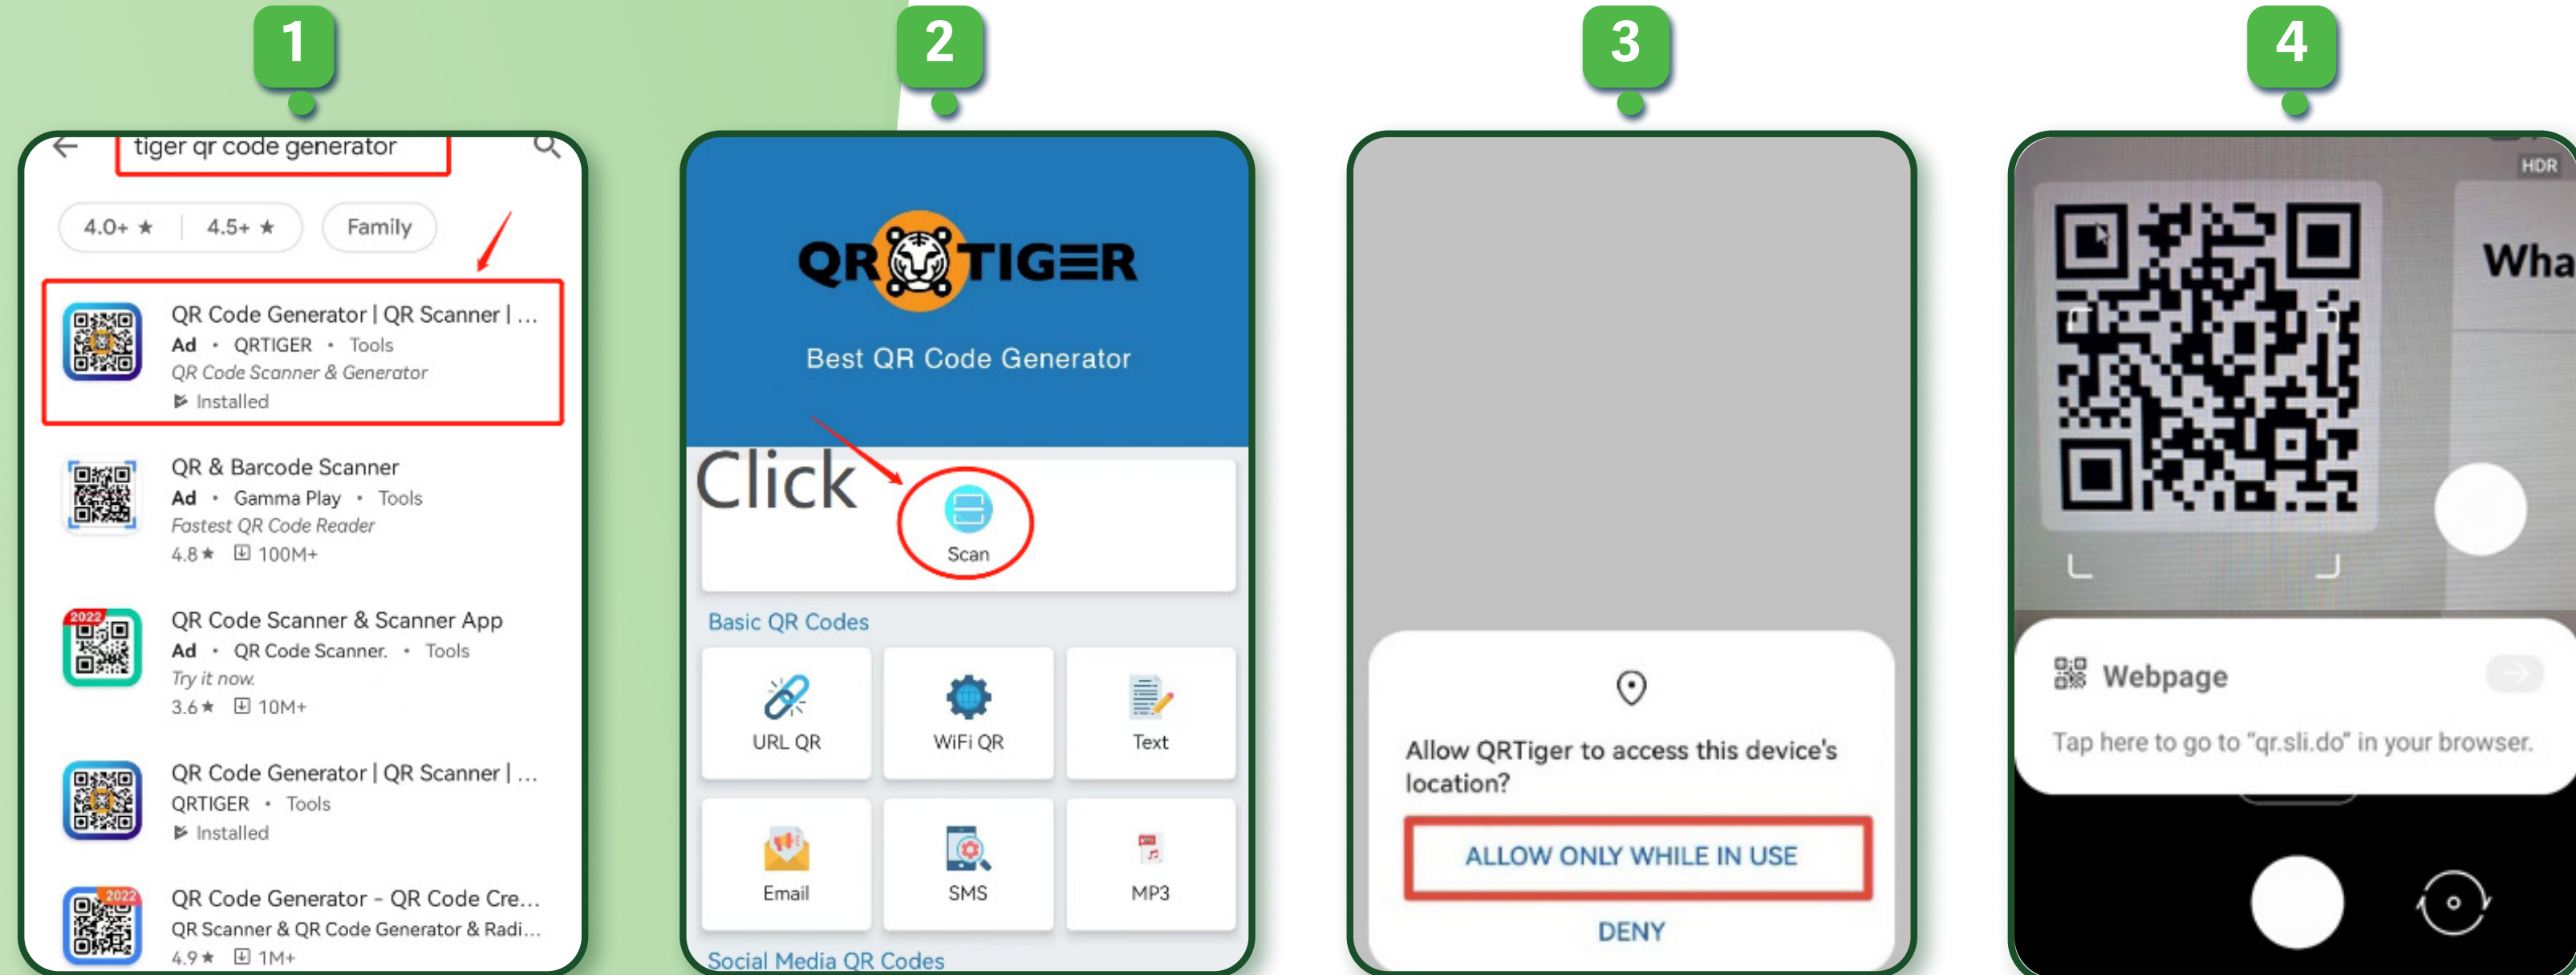 1
tiger qr code generator
4.0+ ★ 4.5+ ★ Family
QR Code Generator | QR Scanner | ...
Ad • QRTIGER • Tools
QR Code Scanner & Generator
Installed
QR & Barcode Scanner
Ad • Gamma Play • Tools
Fastest QR Code Reader
4.8★ 100M+
2022
QR Code Scanner & Scanner App
Ad • QR Code Scanner. • Tools
Try it now.
3.6★ 10M+
QR Code Generator | QR Scanner | ...
QRTIGER • Tools
Installed
2022
QR Code Generator - QR Code Cre...
QR Scanner & QR Code Generator & Radi...
4.9★ 1M+
2
QR TIGER
Best QR Code Generator
Click
Scan
Basic QR Codes
URL QR
WiFi QR
Text
Email
SMS
MP3
Social Media QR Codes
3
Allow QRTiger to access this device's
location?
ALLOW ONLY WHILE IN USE
DENY
4
HDR
Wha
Webpage
Tap here to go to "qr.sli.do" in your browser.